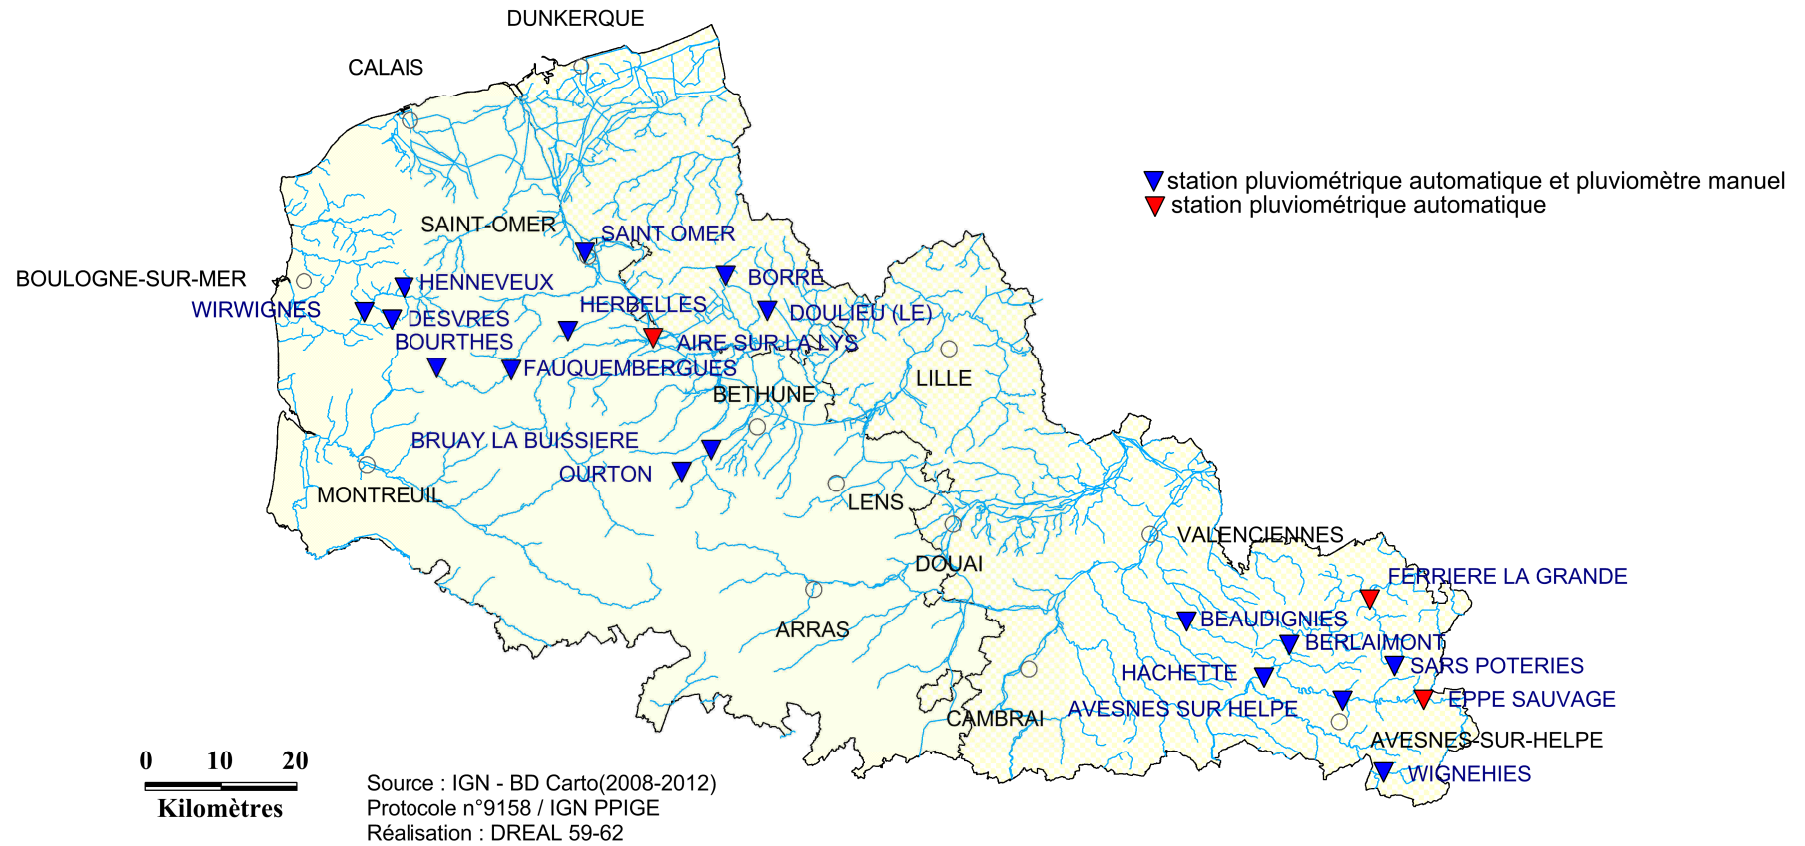 DUNKERQUE
CALAIS
station pluviométrique automatique et pluviomètre manuel
station pluviométrique automatique
SAINT-OMER
SAINT OMER
BOULOGNE-SUR-MER
HENNEVEUX
BORRE
WIRWIGNES
HERBELLES
DESVRES
DOULIEU (LE)
BOURTHES
AIRE SUR LA LYS
FAUQUEMBERGUES
LILLE
BETHUNE
BRUAY LA BUISSIERE
OURTON
MONTREUIL
LENS
VALENCIENNES
DOUAI
FERRIERE LA GRANDE
ARRAS
BEAUDIGNIES
BERLAIMONT
HACHETTE
SARS POTERIES
EPPE SAUVAGE
AVESNES SUR HELPE
CAMBRAI
AVESNES-SUR-HELPE
WIGNEHIES
0 10 20
Kilomètres
Source : IGN - BD Carto(2008-2012)
Protocole n°9158 / IGN PPIGE
Réalisation : DREAL 59-62